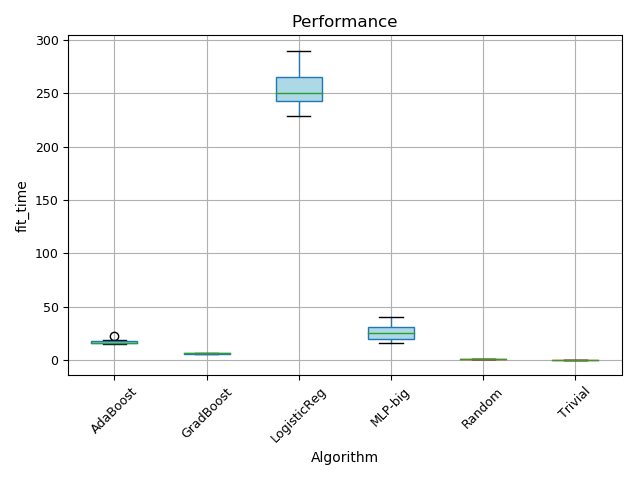 Performance
300
250
200
150
100
50
0
fit_time
AdaBoost
GradBoost
LogisticReg
MLP-big
Random
Trivial
Algorithm